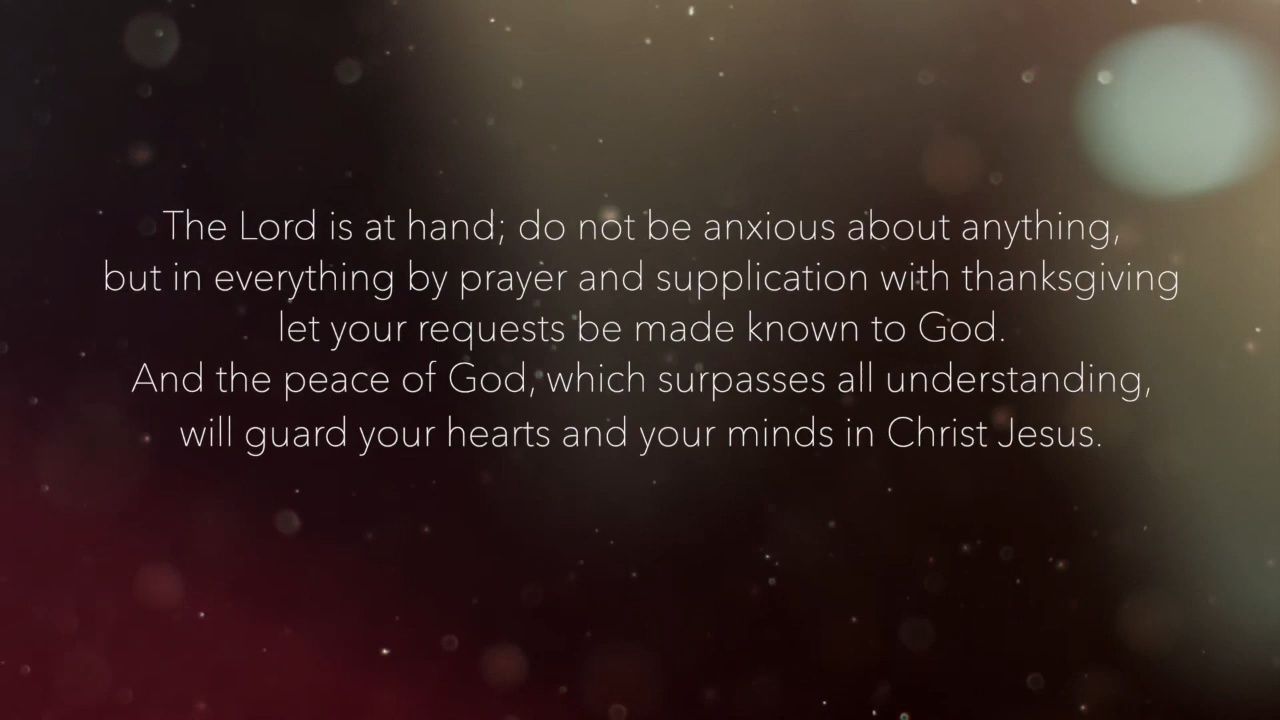 The Lord is at hand; do not be anxious about anything,
but in everything by prayer and supplication with thanksgiving
let your requests be made known to God.
And the peace of God, which surpasses all understanding,
will guard your hearts and your minds in Christ Jesus.